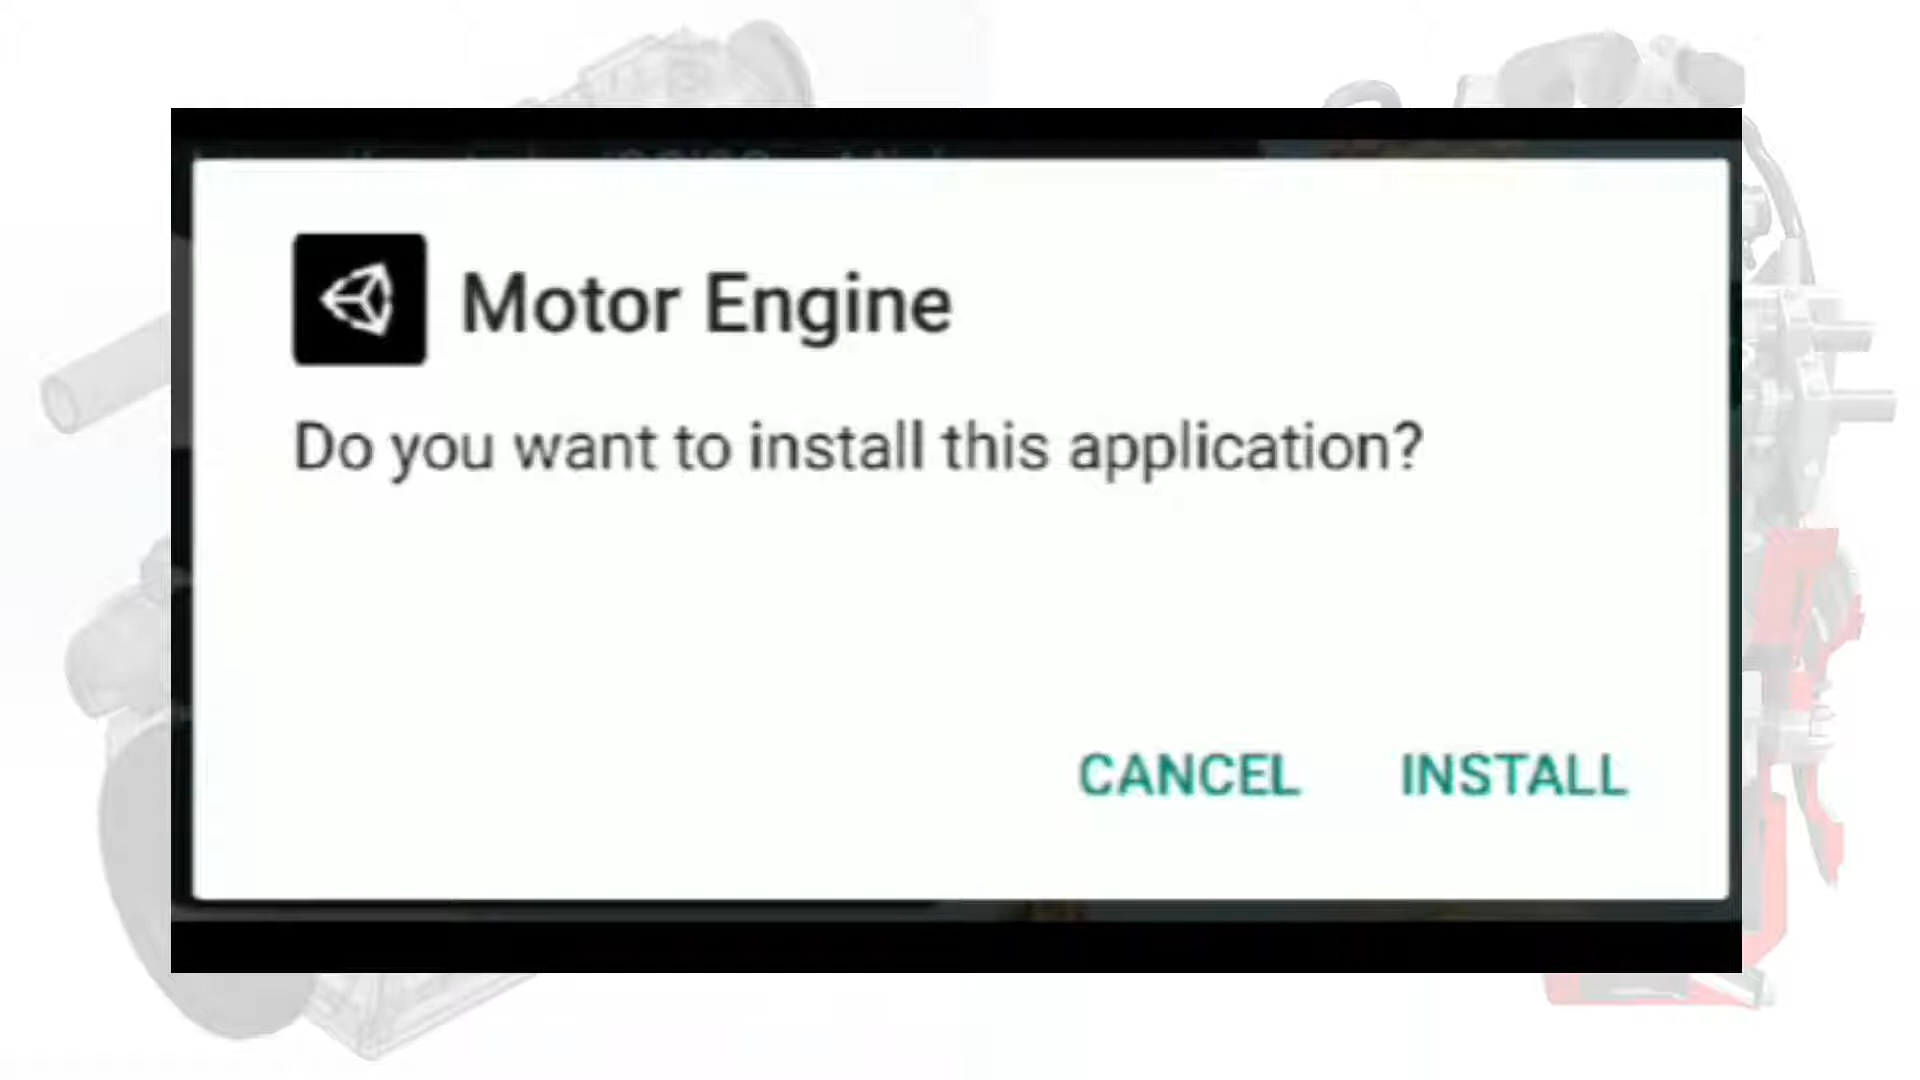 Motor Engine
Do you want to install this application?
CANCEL INSTALL